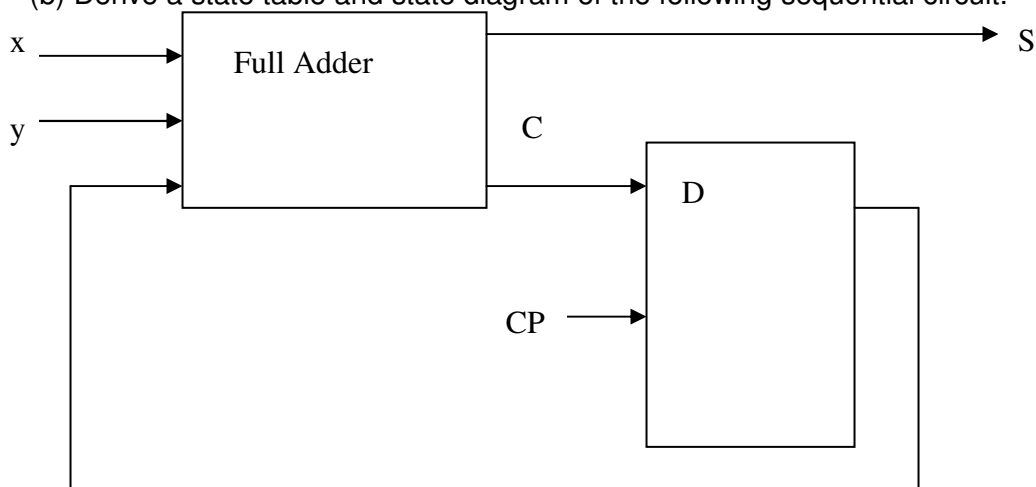 (b) Derive a state table and state diagram of the following sequential circuit.
x
Full Adder
S
y
C
D
CP